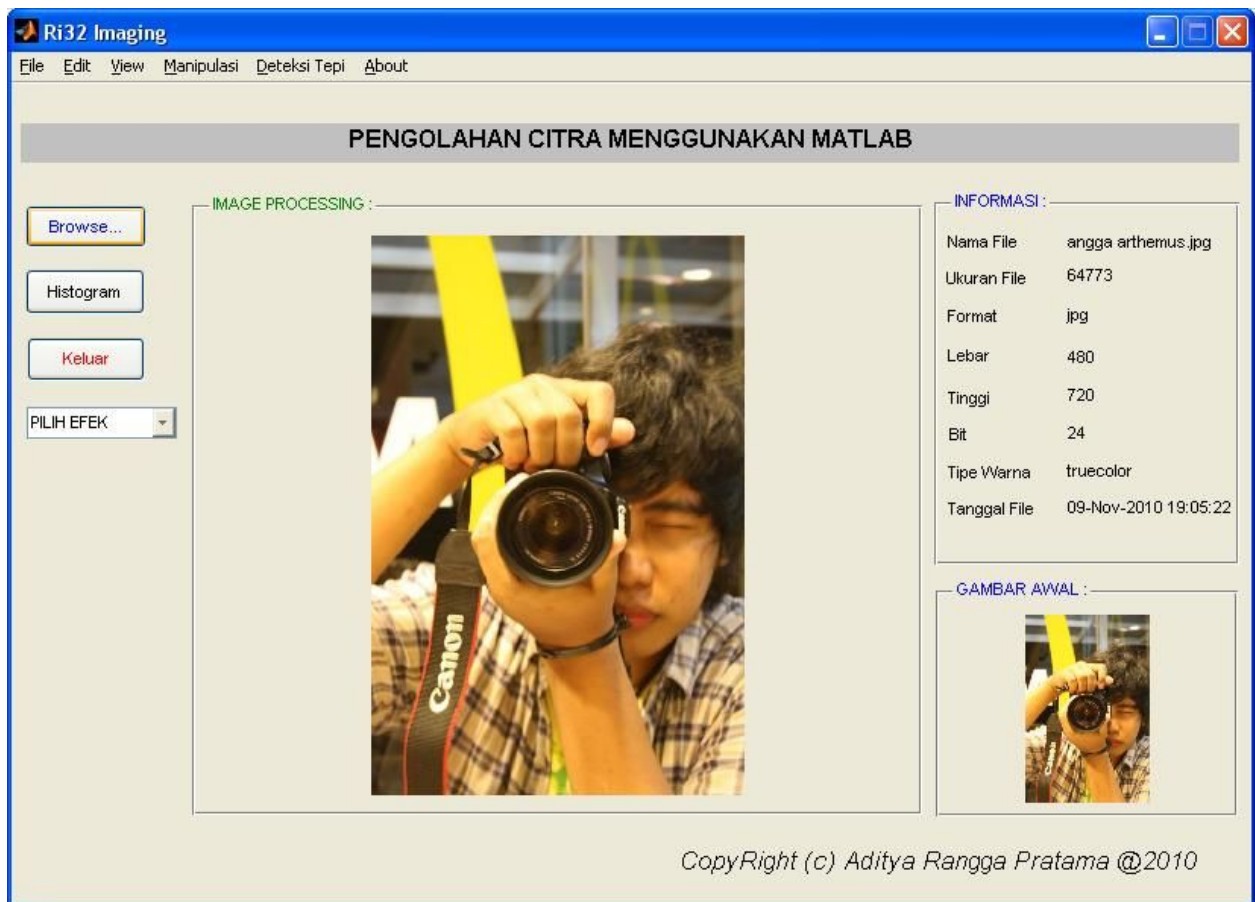 Ri32 Imaging
File Edit View Manipulasi Deteksi Tepi About
PENGOLAHAN CITRA MENGGUNAKAN MATLAB
Browse...
Histogram
Keluar
PILIH EFEK
IMAGE PROCESSING :
Canon
Canon
INFORMASI :
Nama File angga arthemus.jpg
Ukuran File 64773
Format jpg
Lebar 480
Tinggi 720
Bit 24
Tipe Warna truecolor
Tanggal File 09-Nov-2010 19:05:22
GAMBAR AWAL :
Canon
CopyRight (c) Aditya Rangga Pratama @2010